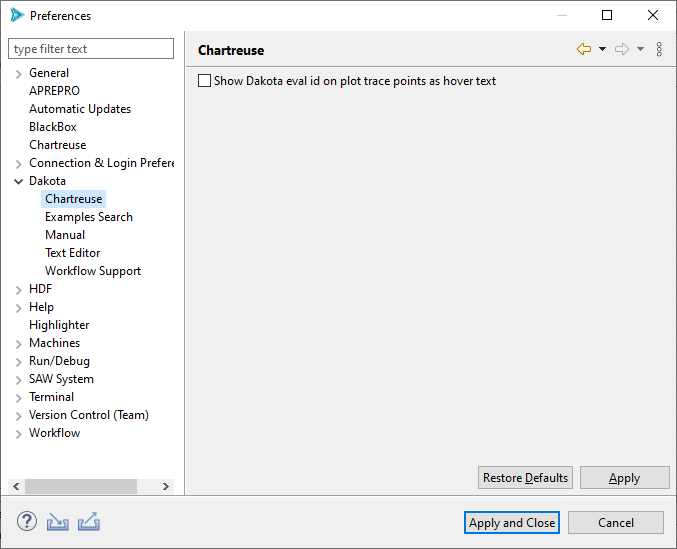 Preferences
type filter text
General
APREPRO
Automatic Updates
BlackBox
Chartreuse
Connection & Login Prefere
Dakota
Chartreuse
Examples Search
Manual
Text Editor
Workflow Support
HDF
Help
Highlighter
Machines
Run/Debug
SAW System
Terminal
Version Control (Team)
Workflow
Chartreuse
Show Dakota eval id on plot trace points as hover text
Restore Defaults Apply
Apply and Close Cancel